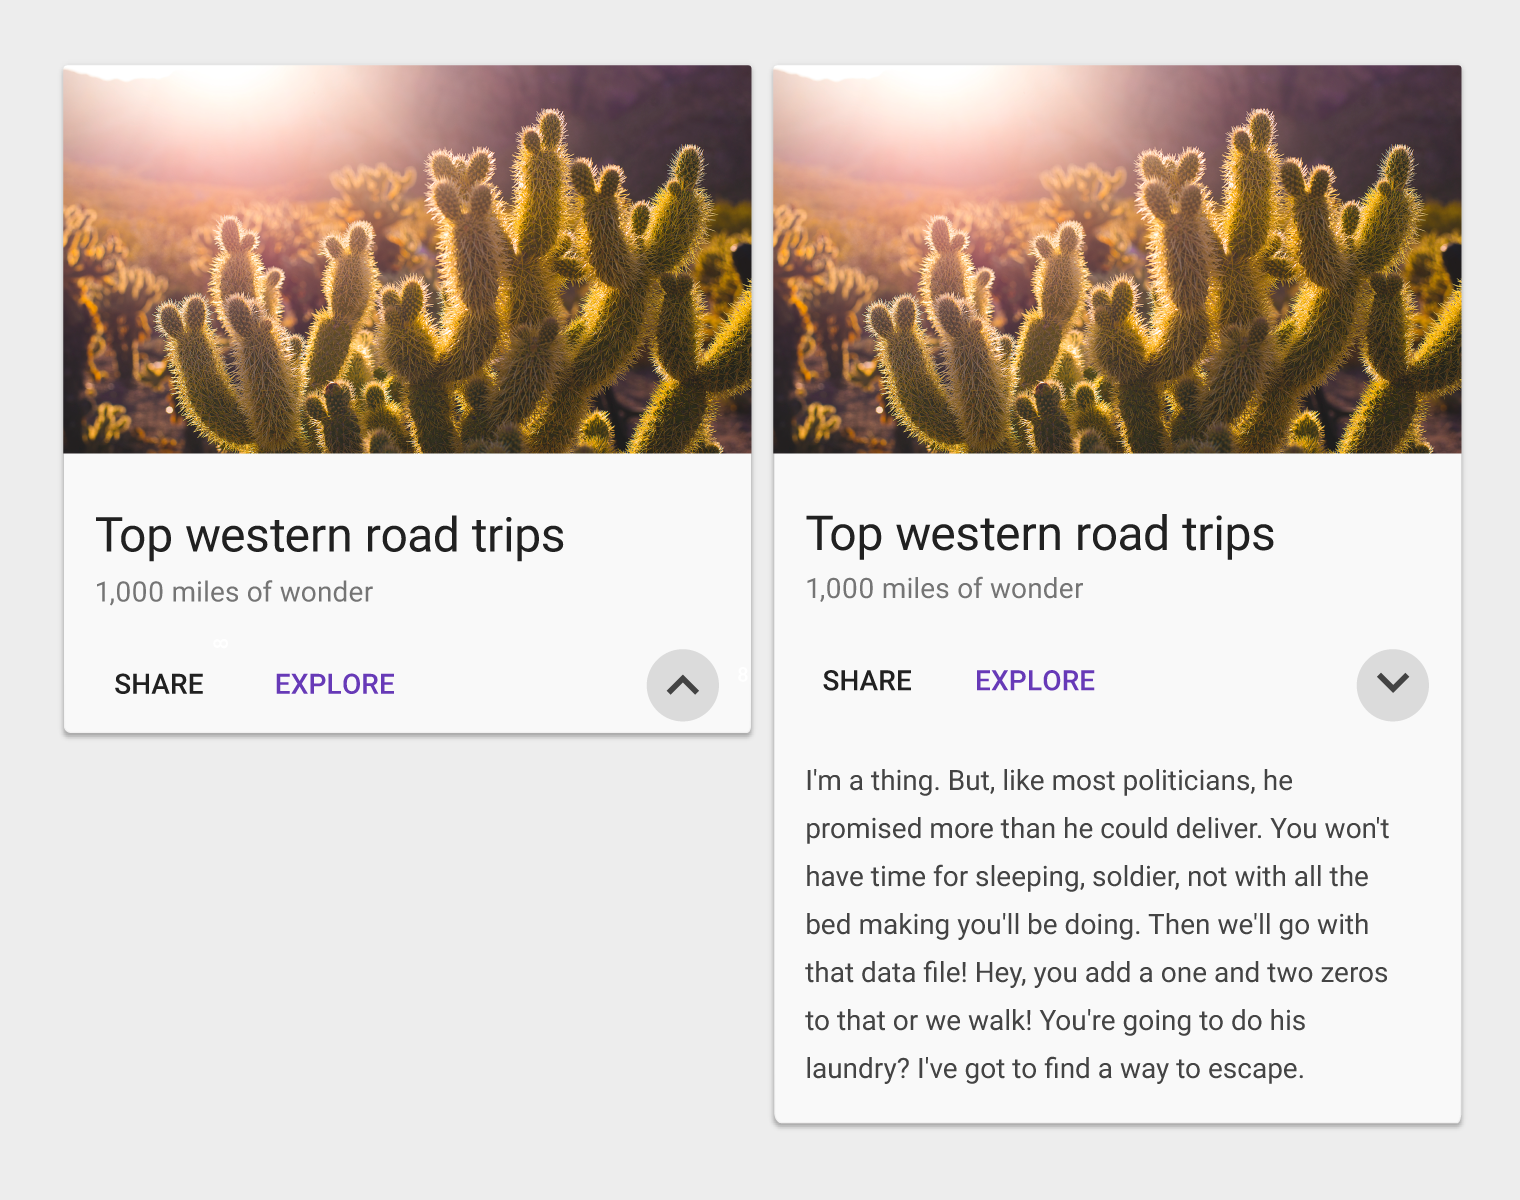 Top western road trips
1,000 miles of wonder
SHARE EXPLORE
8
8
Top western road trips
1,000 miles of wonder
SHARE EXPLORE
I'm a thing. But, like most politicians, he
promised more than he could deliver. You won't
have time for sleeping, soldier, not with all the
bed making you'll be doing. Then we'll go with
that data file! Hey, you add a one and two zeros
to that or we walk! You're going to do his
laundry? I've got to find a way to escape.